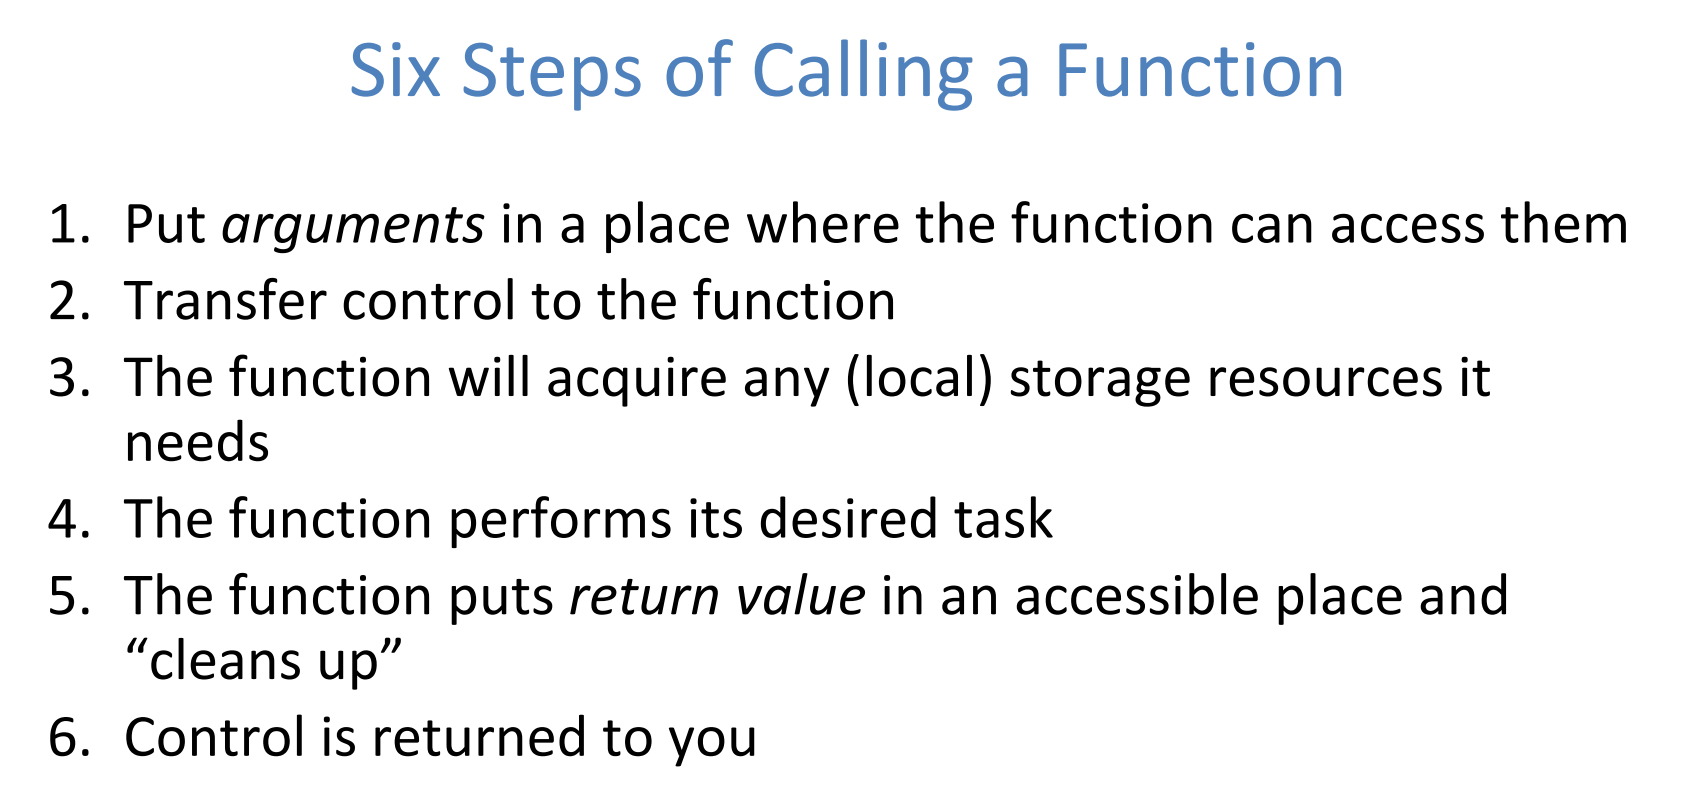 Six Steps of Calling a Function
1. Put arguments in a place where the function can access them
2. Transfer control to the function
3. The function will acquire any (local) storage resources it
needs
4. The function performs its desired task
5. The function puts return value in an accessible place and
“cleans up”
6. Control is returned to you